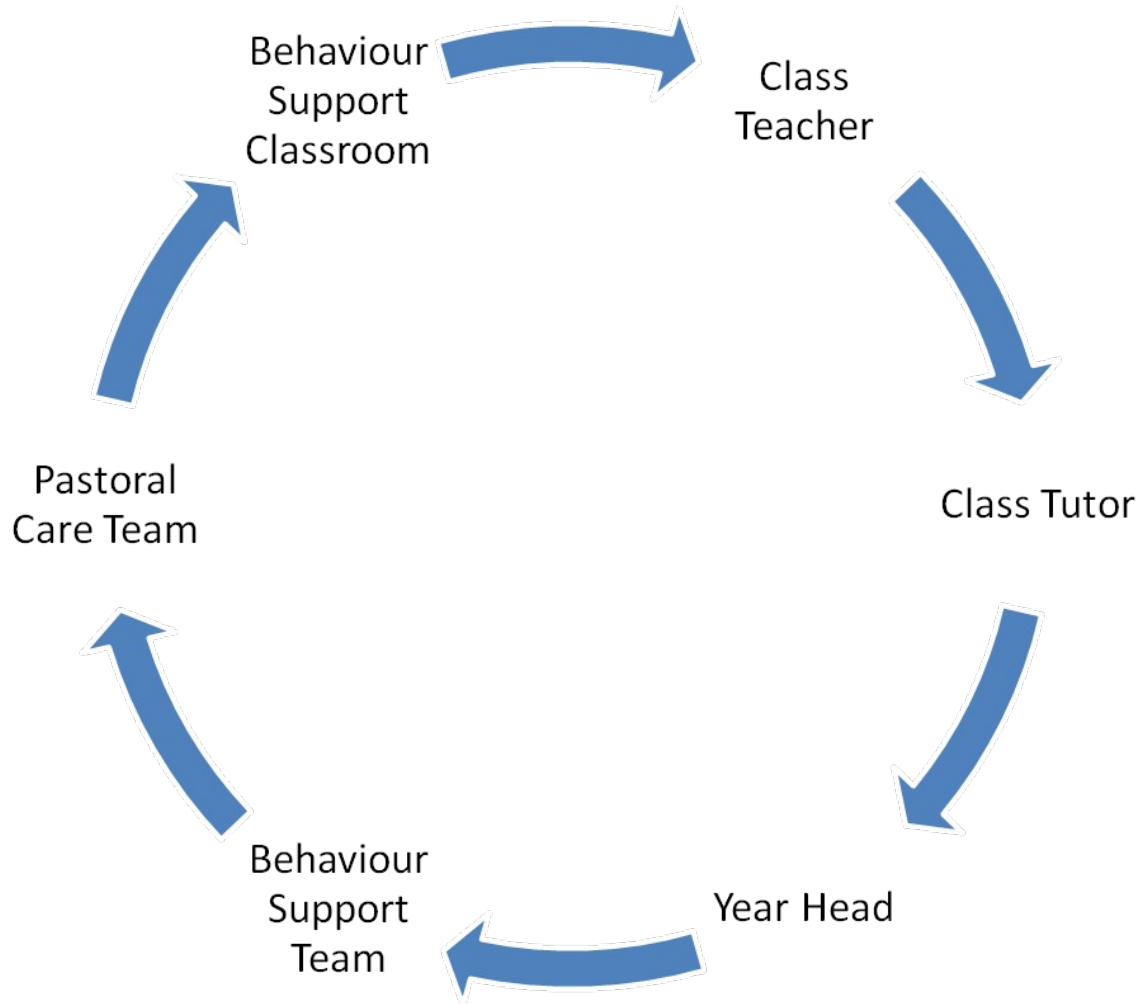 Behaviour
Support
Classroom
Class
Teacher
Class Tutor
Year Head
Behaviour
Support
Team
Pastoral
Care Team